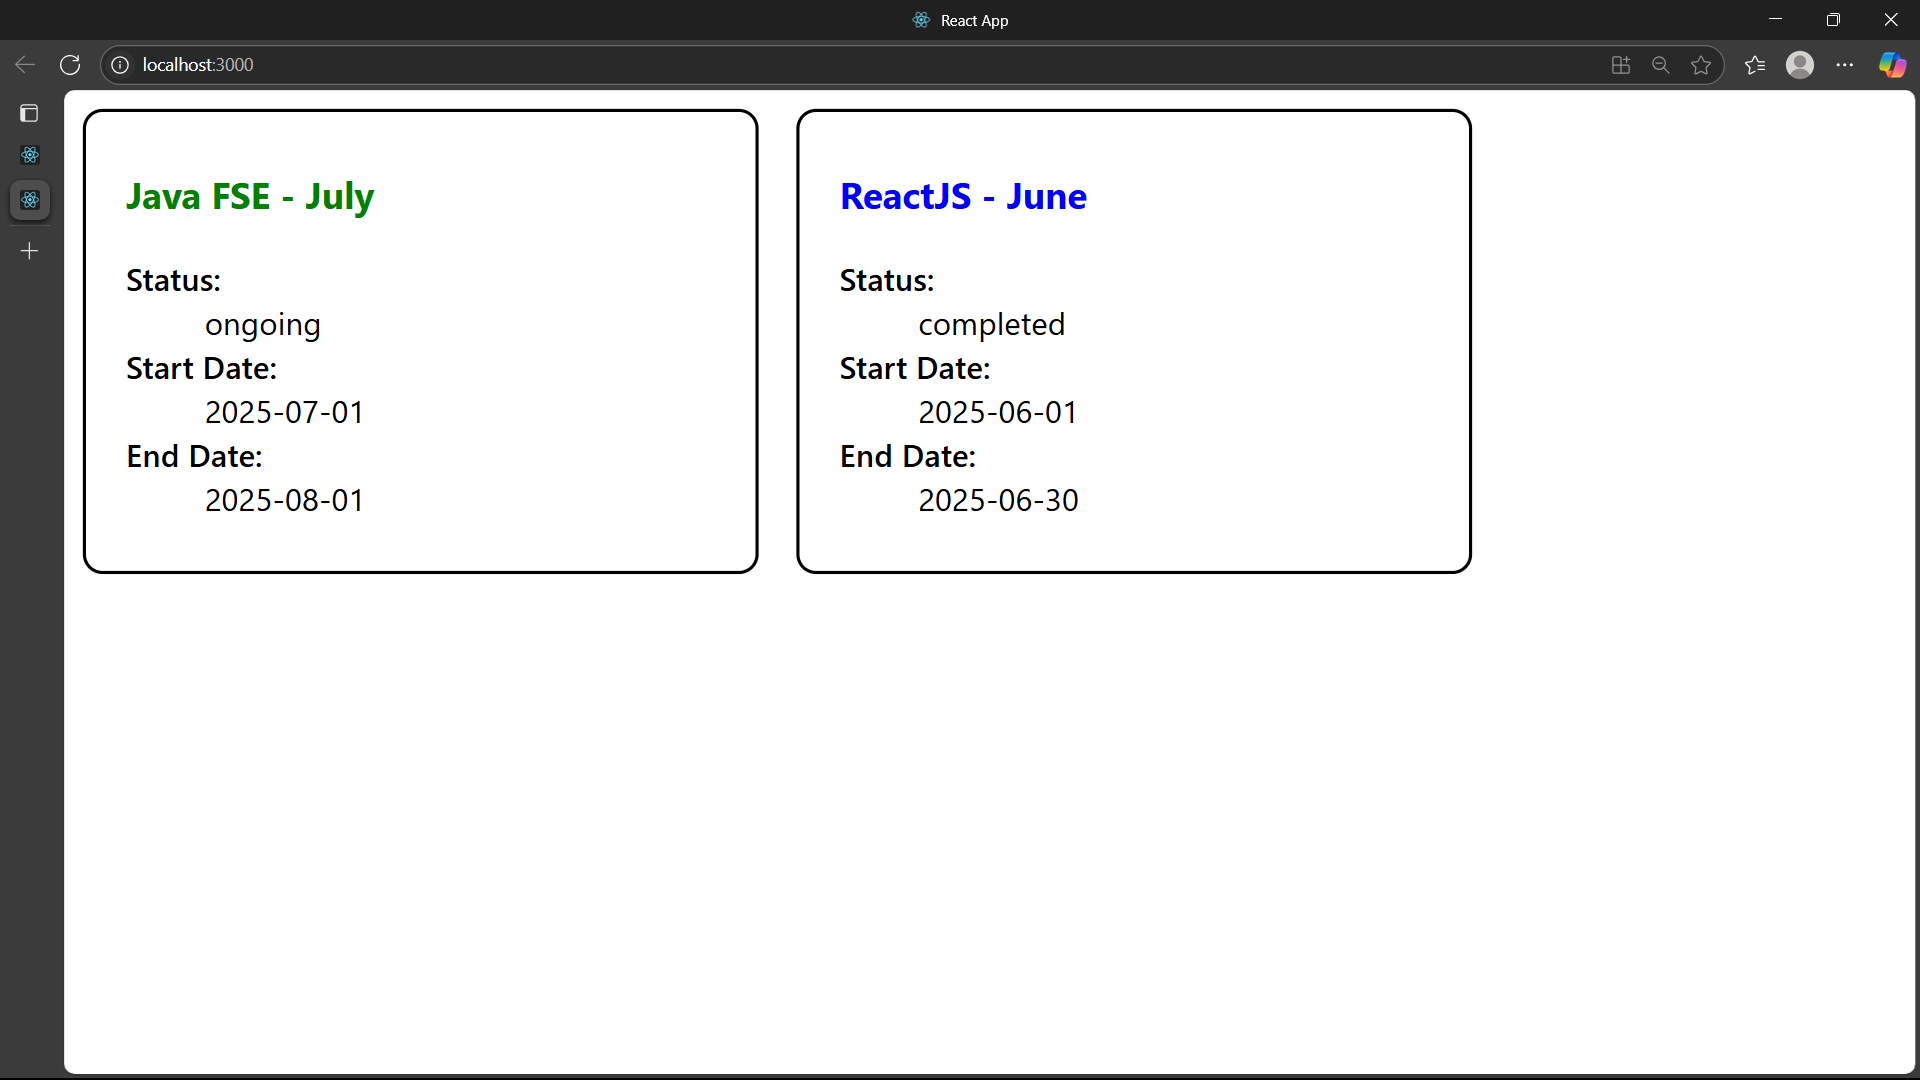 React App
localhost:3000
Java FSE - July
Status:
ongoing
Start Date:
2025-07-01
End Date:
2025-08-01
ReactJS - June
Status:
completed
Start Date:
2025-06-01
End Date:
2025-06-30